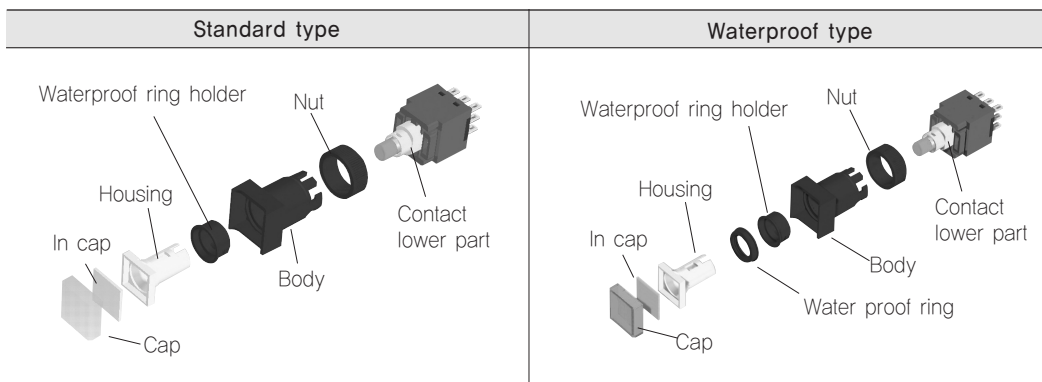 Standard type
Waterproof ring holder
Nut
Housing
In cap
Contact
lower part
Body
Cap
Waterproof type
Waterproof ring holder
Nut
Housing
In cap
Contact
lower part
Body
Water proof ring
Cap